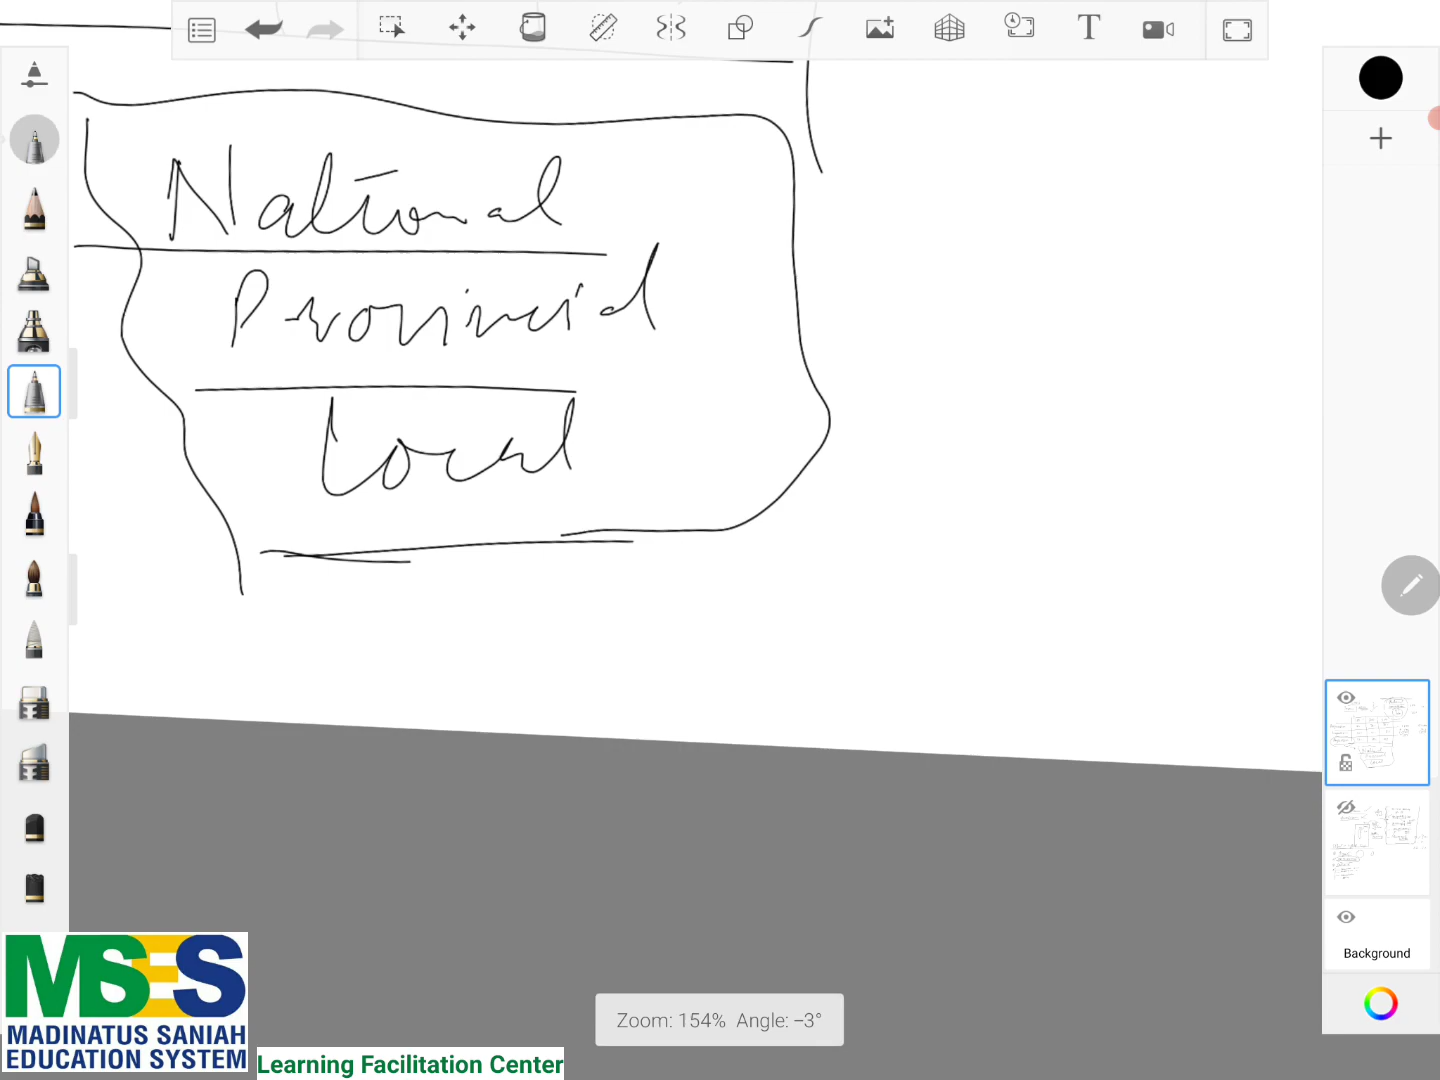 National
Provincial
Local
T
Background
Zoom: 154% Angle: −3°
MSES
MADINATUS SANIAH
EDUCATION SYSTEM
Learning Facilitation Center